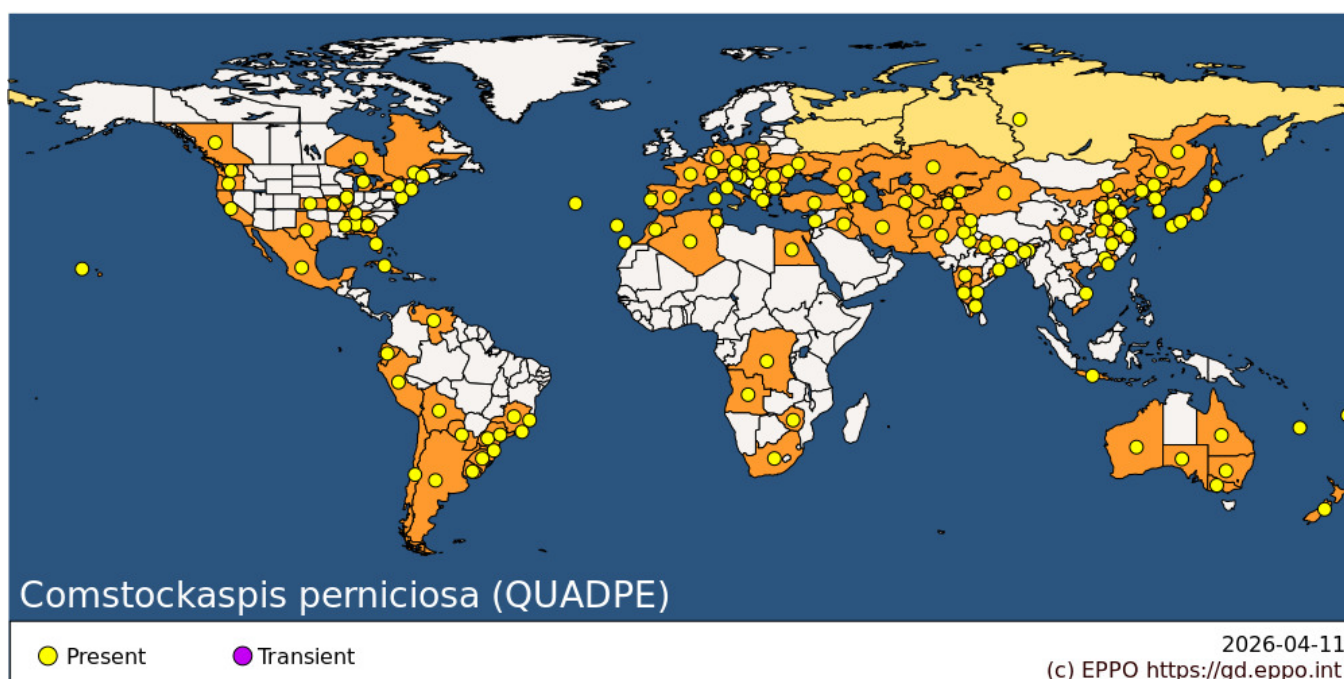 Comstockaspis perniciosa (QUADPE)
Present
Transient
2026-04-11
(c) EPPO https://gd.eppo.int